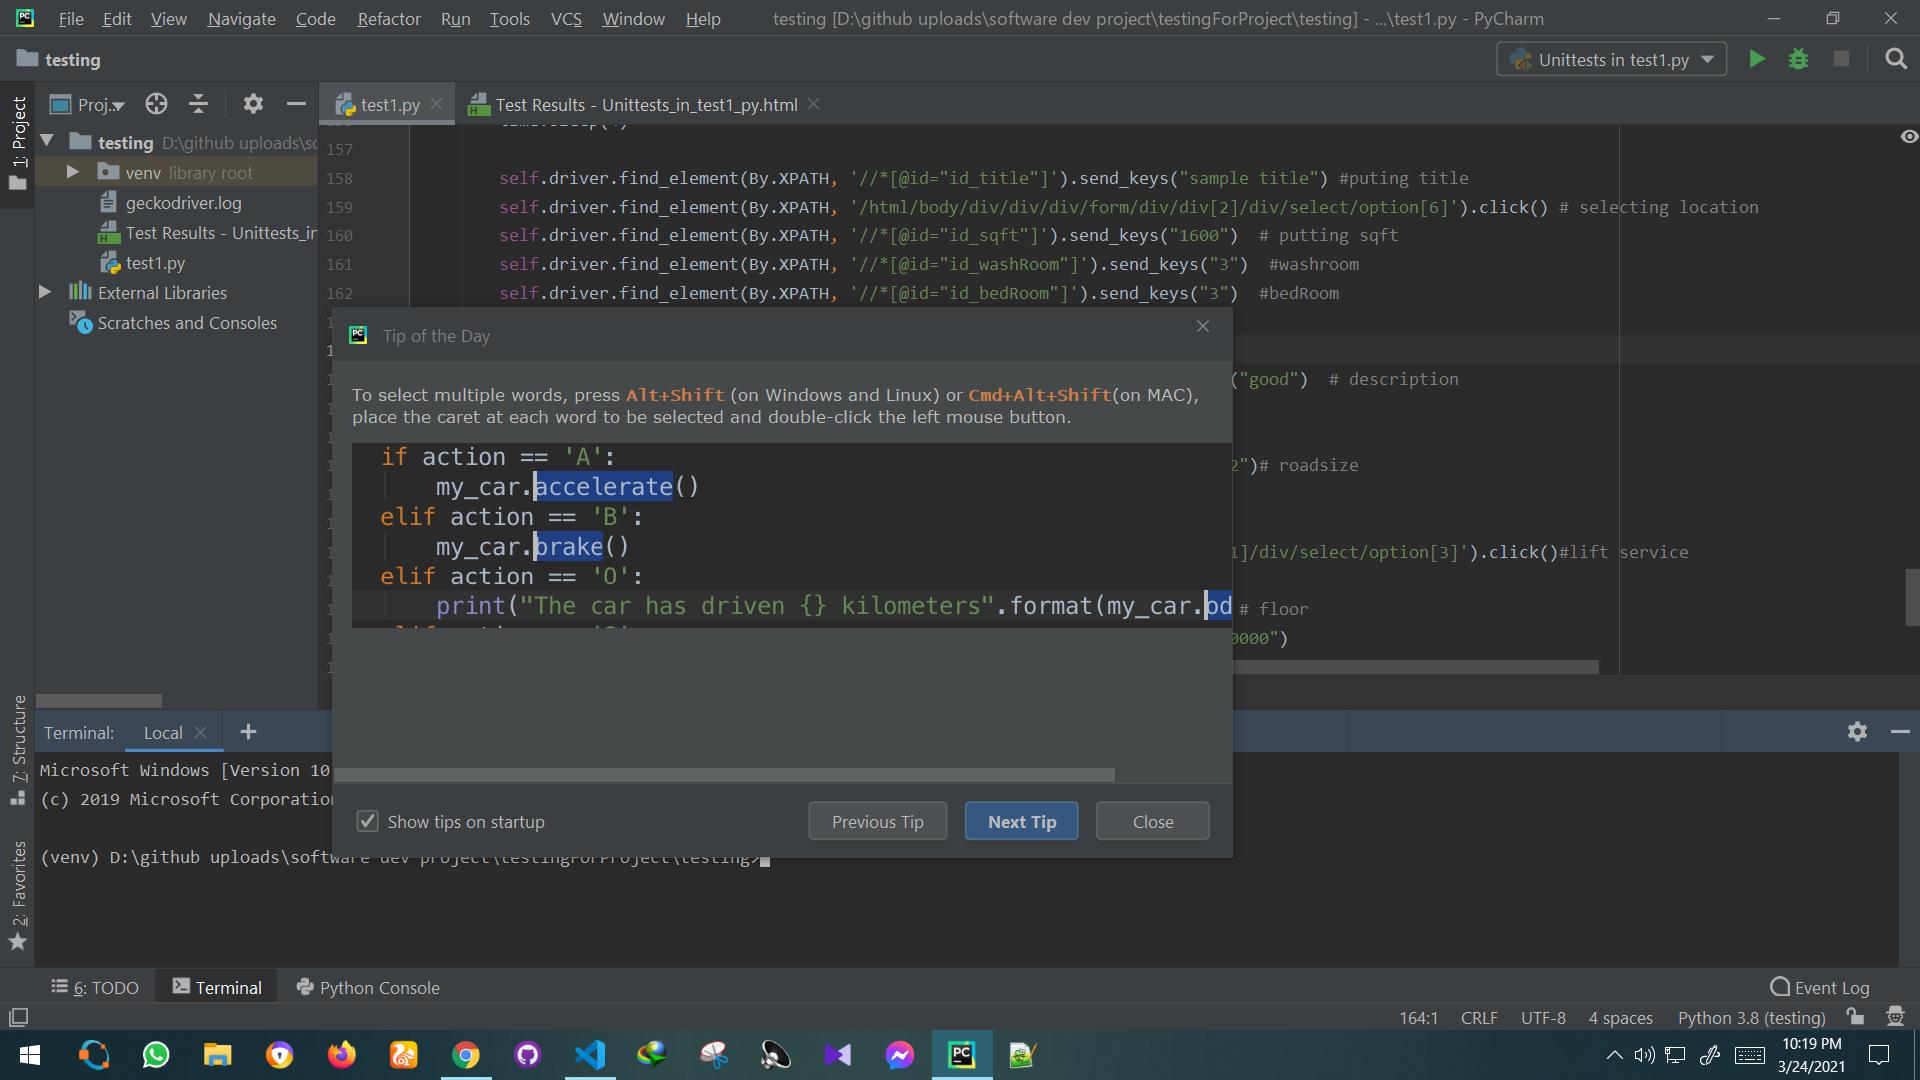 File Edit View Navigate Code Refactor Run Tools VCS Window Help testing [D:\github uploads\software dev project\testingForProject\testing] - ...\test1.py - PyCharm
testing
Unittests in test1.py
1: Project
Proj..
test1.py
Test Results - Unittests_in_test1_py.html
testing D:\github uploads\so
venv library root
geckodriver.log
Test Results - Unittests_in
test1.py
External Libraries
Scratches and Consoles
157
158 self.driver.find_element(By.XPATH, '//*[@id="id_title"]').send_keys("sample title") #puting title
159 self.driver.find_element(By.XPATH, '/html/body/div/div/div/form/div/div[2]/div/select/option[6]').click() # selecting location
160 self.driver.find_element(By.XPATH, '//*[@id="id_sqft"]').send_keys("1600") # putting sqft
161 self.driver.find_element(By.XPATH, '//*[@id="id_washRoom"]').send_keys("3") #washroom
162 self.driver.find_element(By.XPATH, '//*[@id="id_bedRoom"]').send_keys("3") #bedRoom
("good") # description
2")# roadsize
1]/div/select/option[3]').click()#lift service
# floor
0000")
Tip of the Day
To select multiple words, press Alt+Shift (on Windows and Linux) or Cmd+Alt+Shift(on MAC),
place the caret at each word to be selected and double-click the left mouse button.
if action == 'A':
my_car.accelerate()
elif action == 'B':
my_car.brake()
elif action == 'O':
print("The car has driven {} kilometers".format(my_car.od
Show tips on startup
Previous Tip
Next Tip
Close
7: Structure
2: Favorites
Terminal: Local
Microsoft Windows [Version 10
(c) 2019 Microsoft Corporation
(venv) D:\github uploads\software dev project\testingForProject\testing>
6: TODO Terminal Python Console Event Log
164:1 CRLF UTF-8 4 spaces Python 3.8 (testing)
10:19 PM
3/24/2021